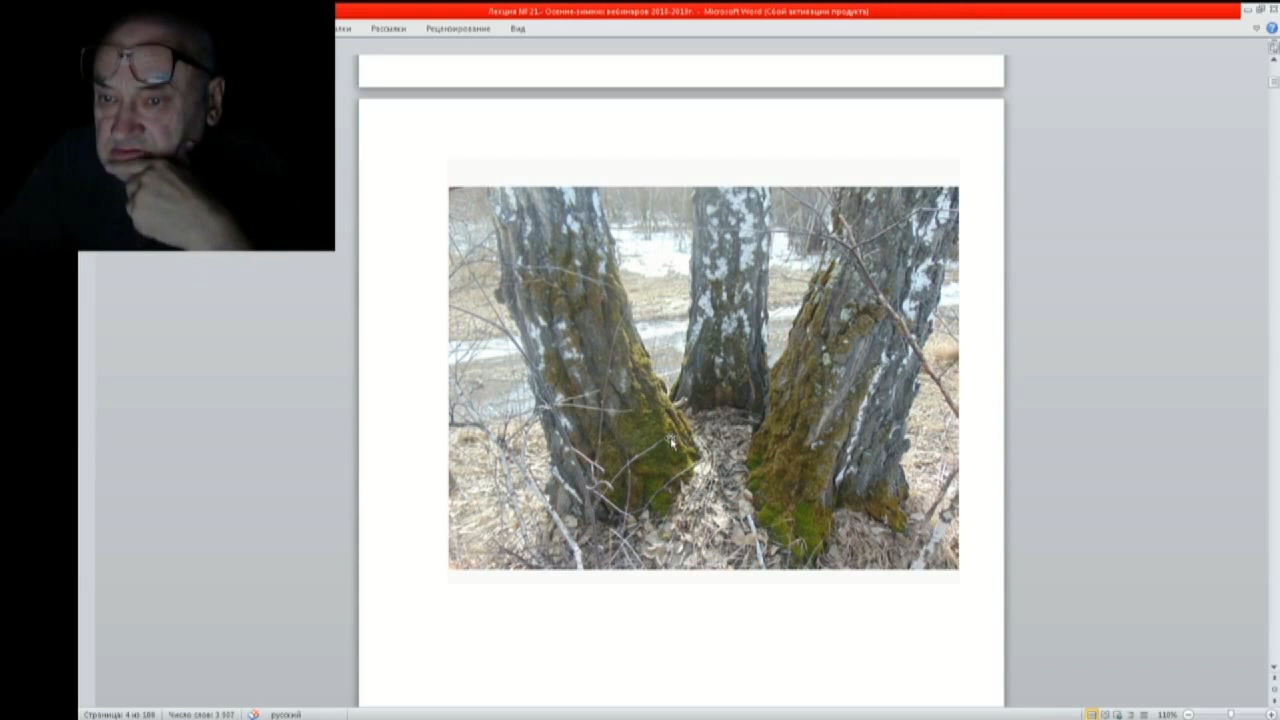 Лекция № 21.- Осенне-зимних вебинаров 2018-2019г. - Microsoft Word (Сбой активации продукта)
лки Рассылки Рецензирование Вид
Страница: 4 из 108 Число слов: 3 507 русский 110%